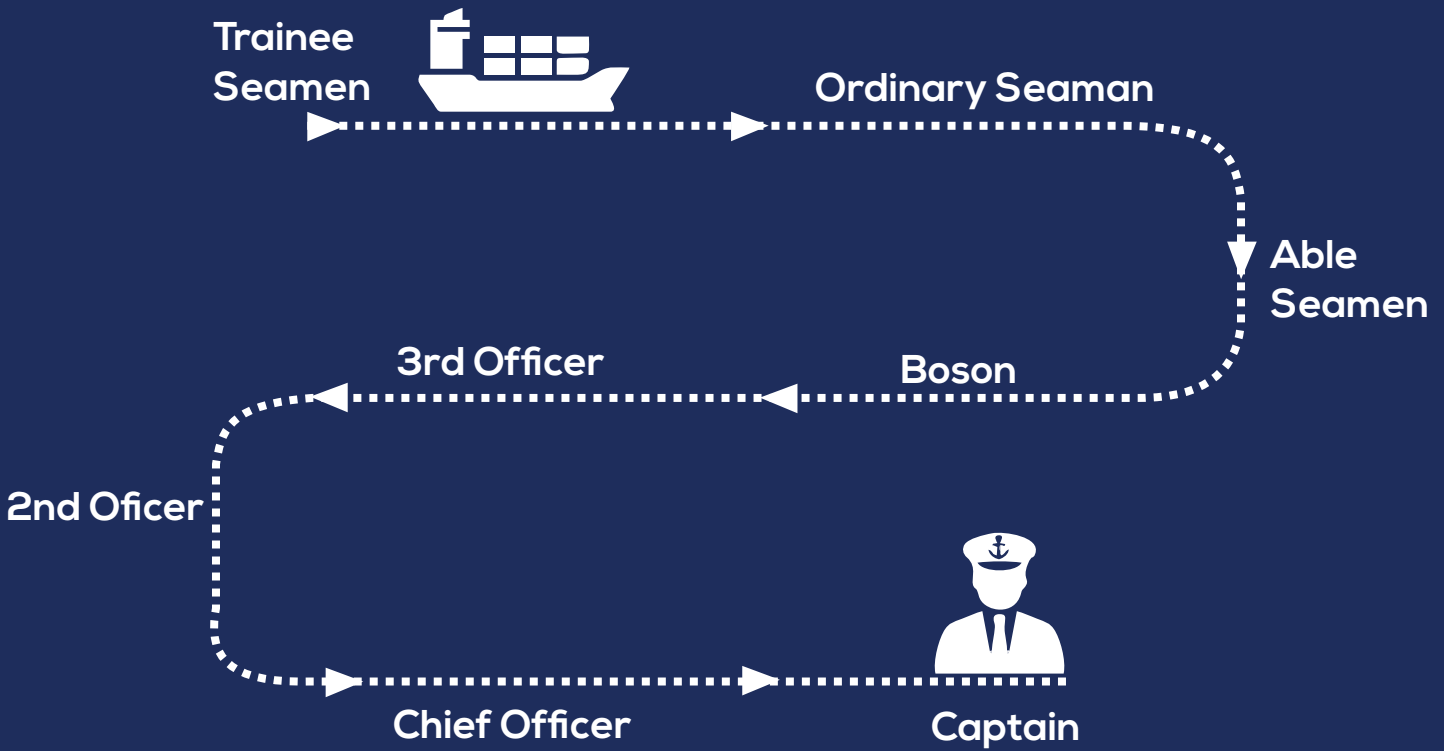 Trainee
Seamen
Ordinary Seaman
Able
Seamen
Boson
3rd Officer
2nd Oficer
Chief Officer
Captain